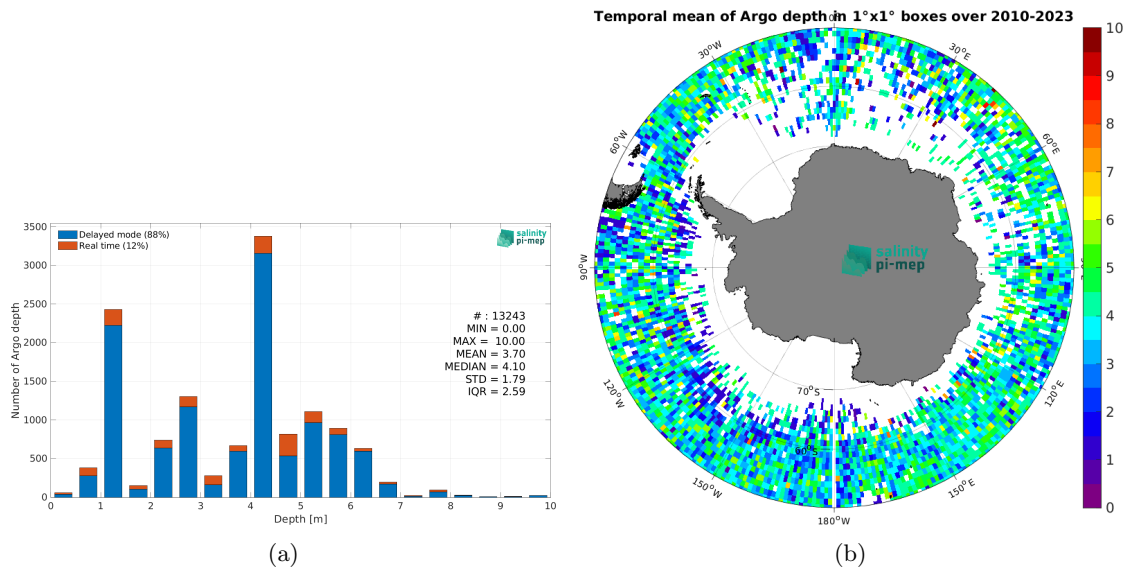 Temporal mean of Argo depth in 1°x1° boxes over 2010-2023
3500
3000
2500
2000
1500
1000
500
0
Number of Argo depth
Delayed mode (88%)
Real time (12%)
salinity
pi-mep
# : 13243
MIN = 0.00
MAX = 10.00
MEAN = 3.70
MEDIAN = 4.10
STD = 1.79
IQR = 2.59
0 1 2 3 4 5 6 7 8 9 10
Depth [m]
(a)
30°W
30°E
60°W
60°E
90°W
salinity
pi-mep
120°W
120°E
70°S
150°W
150°E
180°W
10
9
8
7
6
5
4
3
2
1
0
(b)